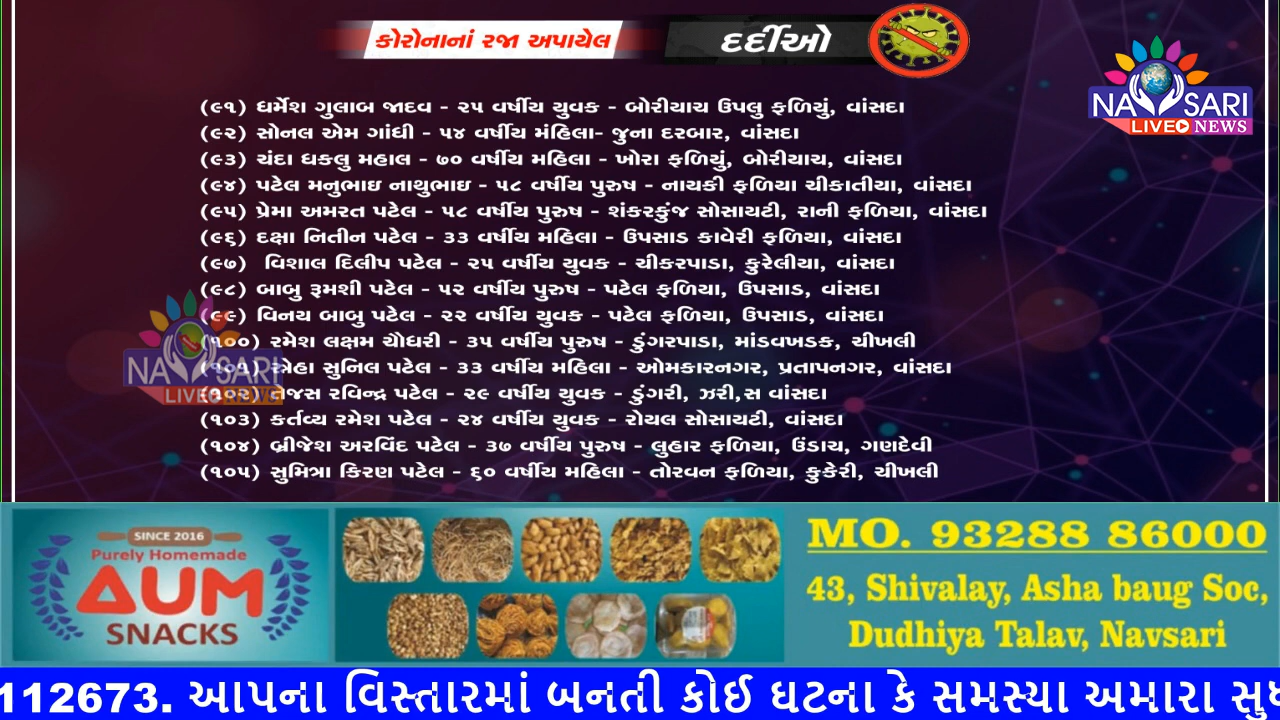 કોરોનાનાં રજા અપાયેલ દર્દીઓ
NAVSARI
LIVE NEWS
(૯૧) ધર્મેશ ગુલાબ જાદવ - ૨૫ વર્ષીય યુવક - બોરીયાચ ઉપલુ ફળિયું, વાંસદા
(૯૨) સોનલ એમ ગાંધી - ૫૪ વર્ષીય મંહિલા- જુના દરબાર, વાંસદા
(૯૩) ચંદા ધકલુ મહાલ - ૭૦ વર્ષીય મહિલા - ખોરા ફળિયું, બોરીયાચ, વાંસદા
(૯૪) પટેલ મનુભાઇ નાથુભાઇ - ૫૮ વર્ષીય પુરુષ - નાયકી ફળિયા ચીકાતીયા, વાંસદા
(૯૫) પ્રેમા અમરત પટેલ - ૫૮ વર્ષીય પુરુષ - શંકરકુંજ સોસાયટી, રાની ફળિયા, વાંસદા
(૯૬) દક્ષા નિતીન પટેલ - ૩૩ વર્ષીય મહિલા - ઉપસાડ કાવેરી ફળિયા, વાંસદા
(૯૭) વિશાલ દિલીપ પટેલ - ૨૫ વર્ષીય યુવક - ચીકરપાડા, કુરેલીયા, વાંસદા
(૯૮) બાબુ રૂમશી પટેલ - ૫૨ વર્ષીય પુરુષ - પટેલ ફળિયા, ઉપસાડ, વાંસદા
(૯૯) વિનય બાબુ પટેલ - ૨૨ વર્ષીય યુવક - પટેલ ફળિયા, ઉપસાડ, વાંસદા
(૧૦૦) રમેશ લક્ષમ ચૌધરી - ૩૫ વર્ષીય પુરુષ - ડુંગરપાડા, માંડવખડક, ચીખલી
(૧૦૧) સ્નેહા સુનિલ પટેલ - ૩૩ વર્ષીય મહિલા - ઓમકારનગર, પ્રતાપનગર, વાંસદા
(૧૦૨) તેજસ રવિન્દ્ર પટેલ - ૨૯ વર્ષીય યુવક - ડુંગરી, ઝરી,સ વાંસદા
(૧૦૩) કર્તવ્ય રમેશ પટેલ - ૨૪ વર્ષીય યુવક - રોયલ સોસાયટી, વાંસદા
(૧૦૪) બ્રીજેશ અરવિંદ પટેલ - ૩૭ વર્ષીય પુરુષ - લુહાર ફળિયા, ઉંડાચ, ગણદેવી
(૧૦૫) સુમિત્રા કિરણ પટેલ - ૬૦ વર્ષીય મહિલા - તોરવન ફળિયા, કુકેરી, ચીખલી
NAVSARI
LIVE NEWS
SINCE 2016
Purely Homemade
AUM
SNACKS
MO. 93288 86000
43, Shivalay, Asha baug Soc,
Dudhiya Talav, Navsari
112673. આપના વિસ્તારમાં બનતી કોઈ ઘટના કે સમસ્યા અમારા સુધ